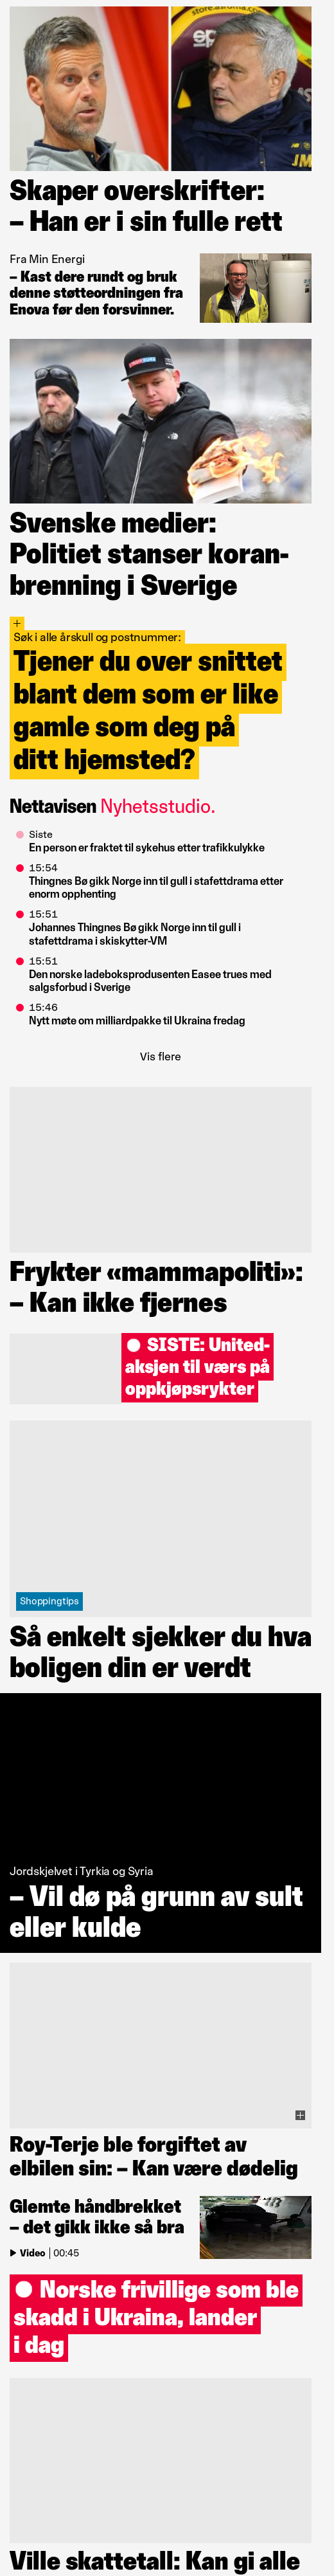 store.asroma.com
JM
Skaper overskrifter:
– Han er i sin fulle rett
Fra Min Energi
– Kast dere rundt og bruk
denne støtteordningen fra
Enova før den forsvinner.
Svenske medier:
Politiet stanser koran-
brenning i Sverige
+
Søk i alle årskull og postnummer:
Tjener du over snittet
blant dem som er like
gamle som deg på
ditt hjemsted?
Nettavisen Nyhetsstudio.
Siste
En person er fraktet til sykehus etter trafikkulykke
15:54
Thingnes Bø gikk Norge inn til gull i stafettdrama etter
enorm opphenting
15:51
Johannes Thingnes Bø gikk Norge inn til gull i
stafettdrama i skiskytter-VM
15:51
Den norske ladeboksprodusenten Easee trues med
salgsforbud i Sverige
15:46
Nytt møte om milliardpakke til Ukraina fredag
Vis flere
Frykter «mammapoliti»:
– Kan ikke fjernes
SISTE: United-
aksjen til værs på
oppkjøpsrykter
Shoppingtips
Så enkelt sjekker du hva
boligen din er verdt
Jordskjelvet i Tyrkia og Syria
– Vil dø på grunn av sult
eller kulde
Roy-Terje ble forgiftet av
elbilen sin: – Kan være dødelig
Glemte håndbrekket
– det gikk ikke så bra
Video | 00:45
Norske frivillige som ble
skadd i Ukraina, lander
i dag
Ville skattetall: Kan gi alle